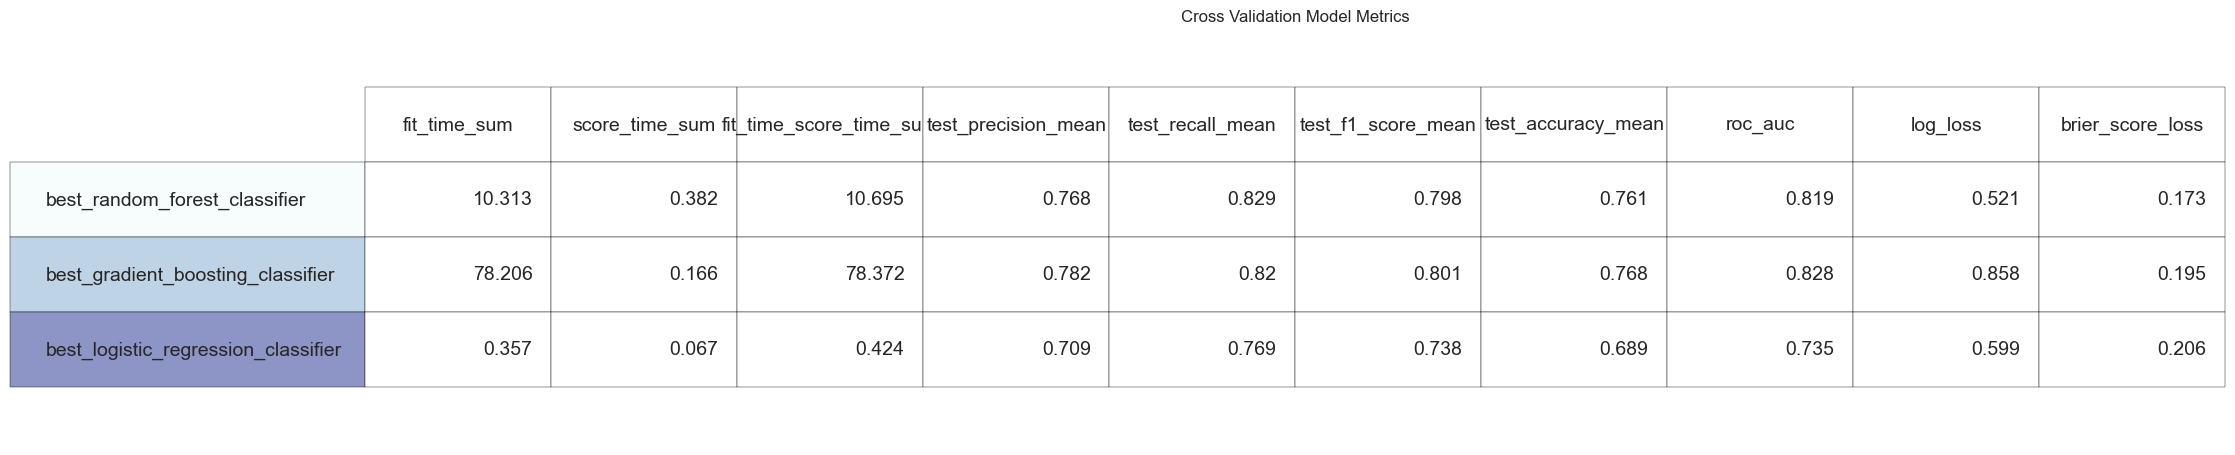 Cross Validation Model Metrics
fit_time_sum score_time_sum fit_time_score_time_su test_precision_mean test_recall_mean test_f1_score_mean test_accuracy_mean roc_auc log_loss brier_score_loss
best_random_forest_classifier 10.313 0.382 10.695 0.768 0.829 0.798 0.761 0.819 0.521 0.173
best_gradient_boosting_classifier 78.206 0.166 78.372 0.782 0.82 0.801 0.768 0.828 0.858 0.195
best_logistic_regression_classifier 0.357 0.067 0.424 0.709 0.769 0.738 0.689 0.735 0.599 0.206